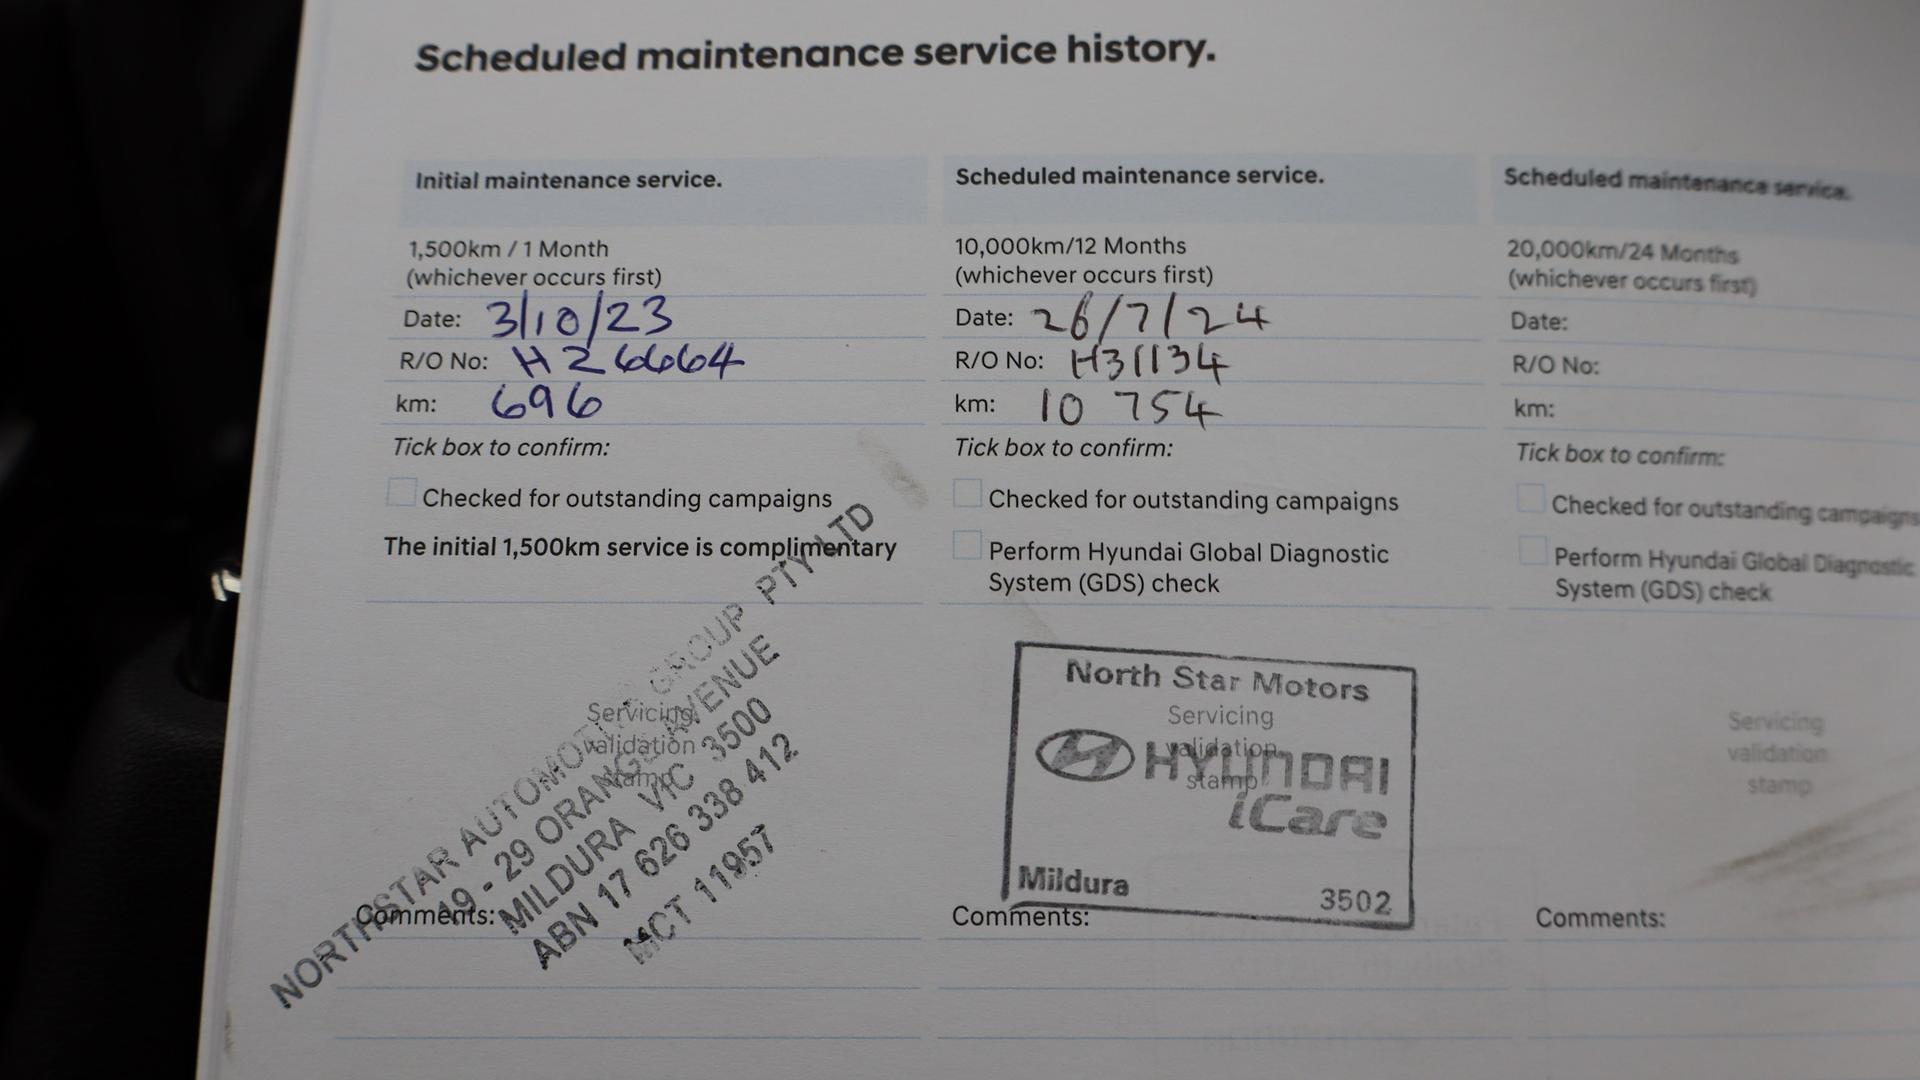 Scheduled maintenance service history.
Initial maintenance service.
1,500km / 1 Month
(whichever occurs first)
Date: 3/10/23
R/O No: H26664
km: 696
Tick box to confirm:
Checked for outstanding campaigns
The initial 1,500km service is complimentary
Servicing
validation
stamp
NORTHSTAR AUTOMOTIVE GROUP PTY LTD
19 - 29 ORANGE AVENUE
MILDURA VIC 3500
ABN 17 626 338 412
MCT 11957
Comments:
Scheduled maintenance service.
10,000km/12 Months
(whichever occurs first)
Date: 26/7/24
R/O No: H31134
km: 10 754
Tick box to confirm:
Checked for outstanding campaigns
Perform Hyundai Global Diagnostic
System (GDS) check
North Star Motors
Servicing
validation
stamp
HYUNDAI
iCare
Mildura 3502
Comments:
Scheduled maintenance service.
20,000km/24 Months
(whichever occurs first)
Date:
R/O No:
km:
Tick box to confirm:
Checked for outstanding campaigns
Perform Hyundai Global Diagnostic
System (GDS) check
Servicing
validation
stamp
Comments: